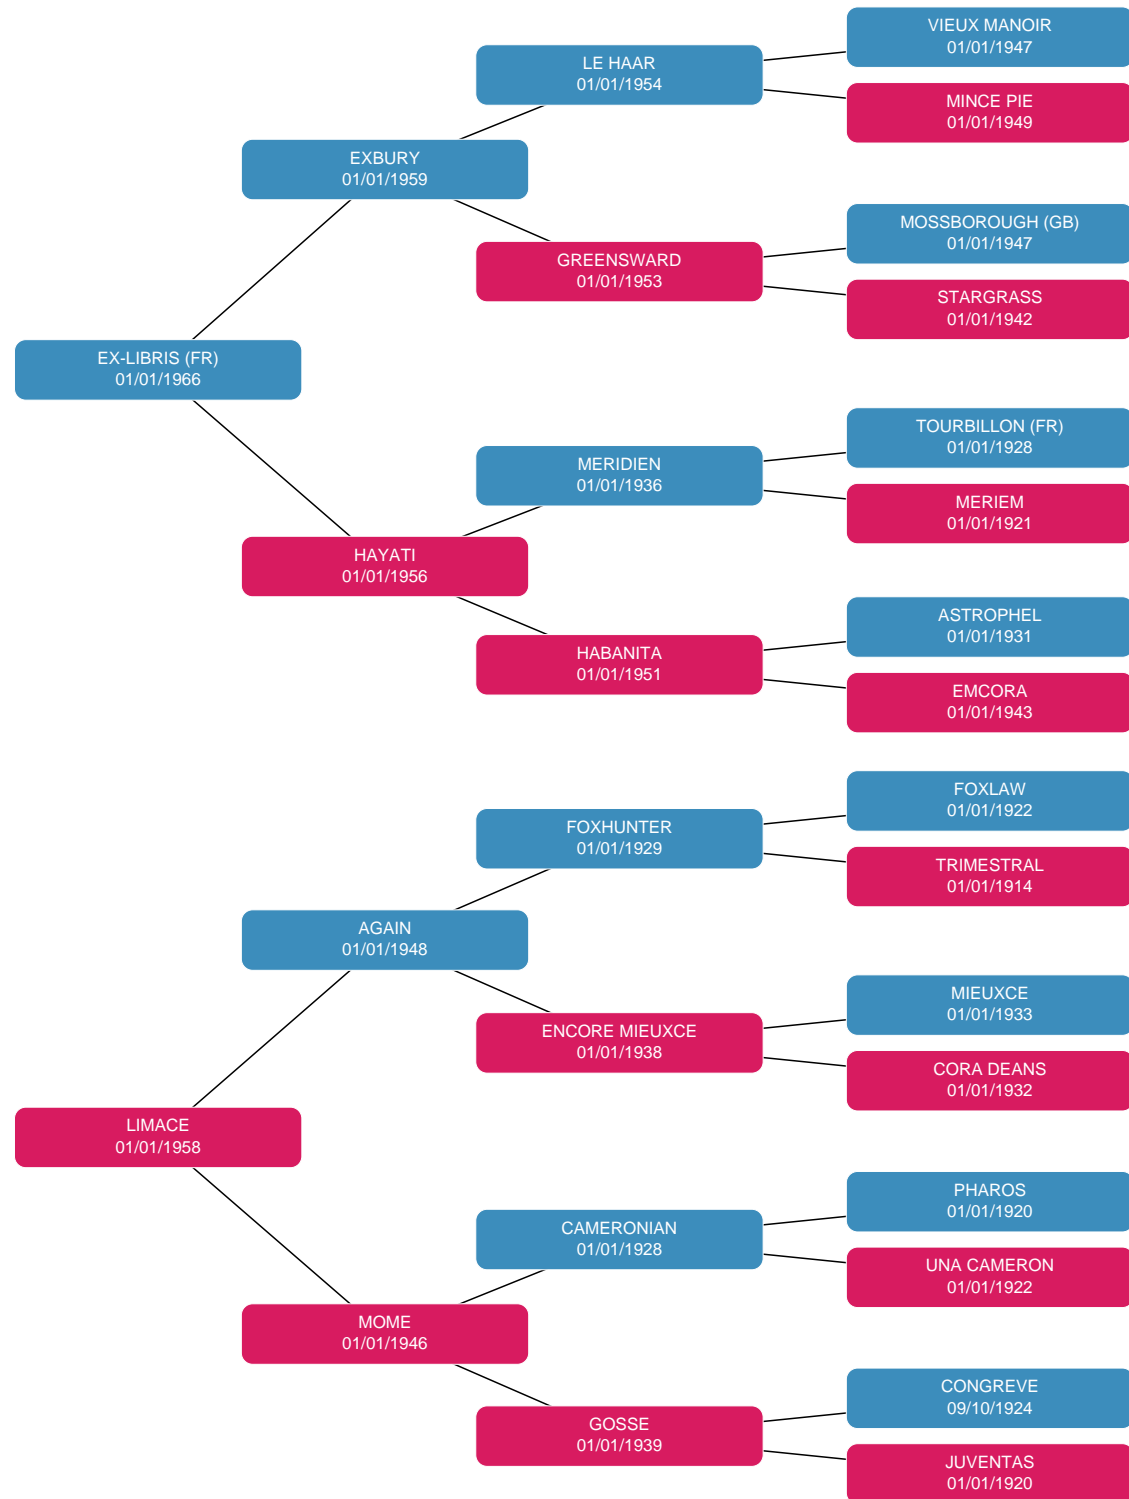 VIEUX MANOIR
01/01/1947
LE HAAR
01/01/1954
MINCE PIE
01/01/1949
EXBURY
01/01/1959
MOSSBOROUGH (GB)
01/01/1947
GREENSWARD
01/01/1953
STARGRASS
01/01/1942
EX-LIBRIS (FR)
01/01/1966
TOURBILLON (FR)
01/01/1928
MERIDIEN
01/01/1936
MERIEM
01/01/1921
HAYATI
01/01/1956
ASTROPHEL
01/01/1931
HABANITA
01/01/1951
EMCORA
01/01/1943
FOXLAW
01/01/1922
FOXHUNTER
01/01/1929
TRIMESTRAL
01/01/1914
AGAIN
01/01/1948
MIEUXCE
01/01/1933
ENCORE MIEUXCE
01/01/1938
CORA DEANS
01/01/1932
LIMACE
01/01/1958
PHAROS
01/01/1920
CAMERONIAN
01/01/1928
UNA CAMERON
01/01/1922
MOME
01/01/1946
CONGREVE
09/10/1924
GOSSE
01/01/1939
JUVENTAS
01/01/1920